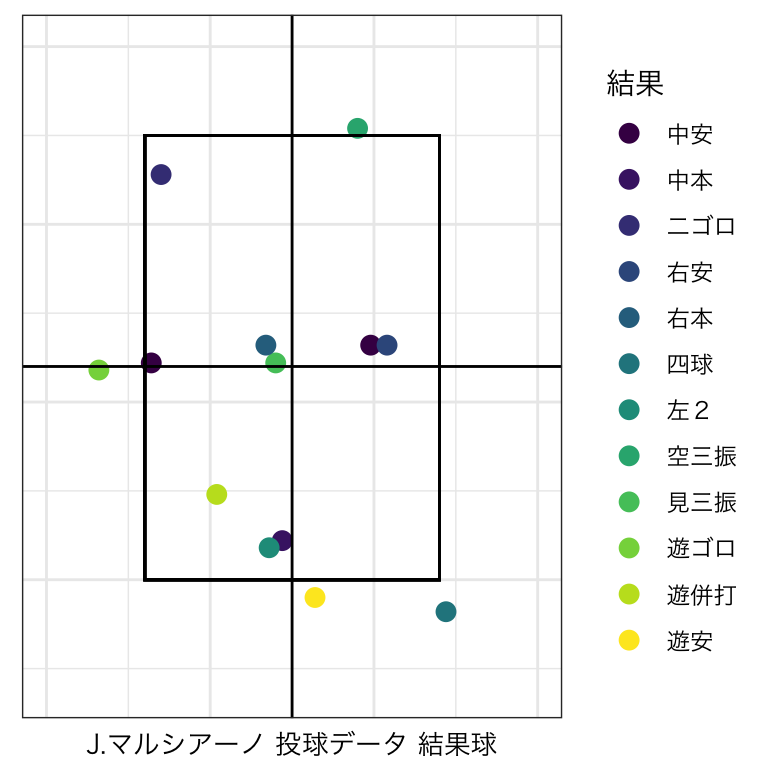 結果
中安
中本
二ゴロ
右安
右本
四球
左２
空三振
見三振
遊ゴロ
遊併打
遊安
J.マルシアーノ 投球データ 結果球